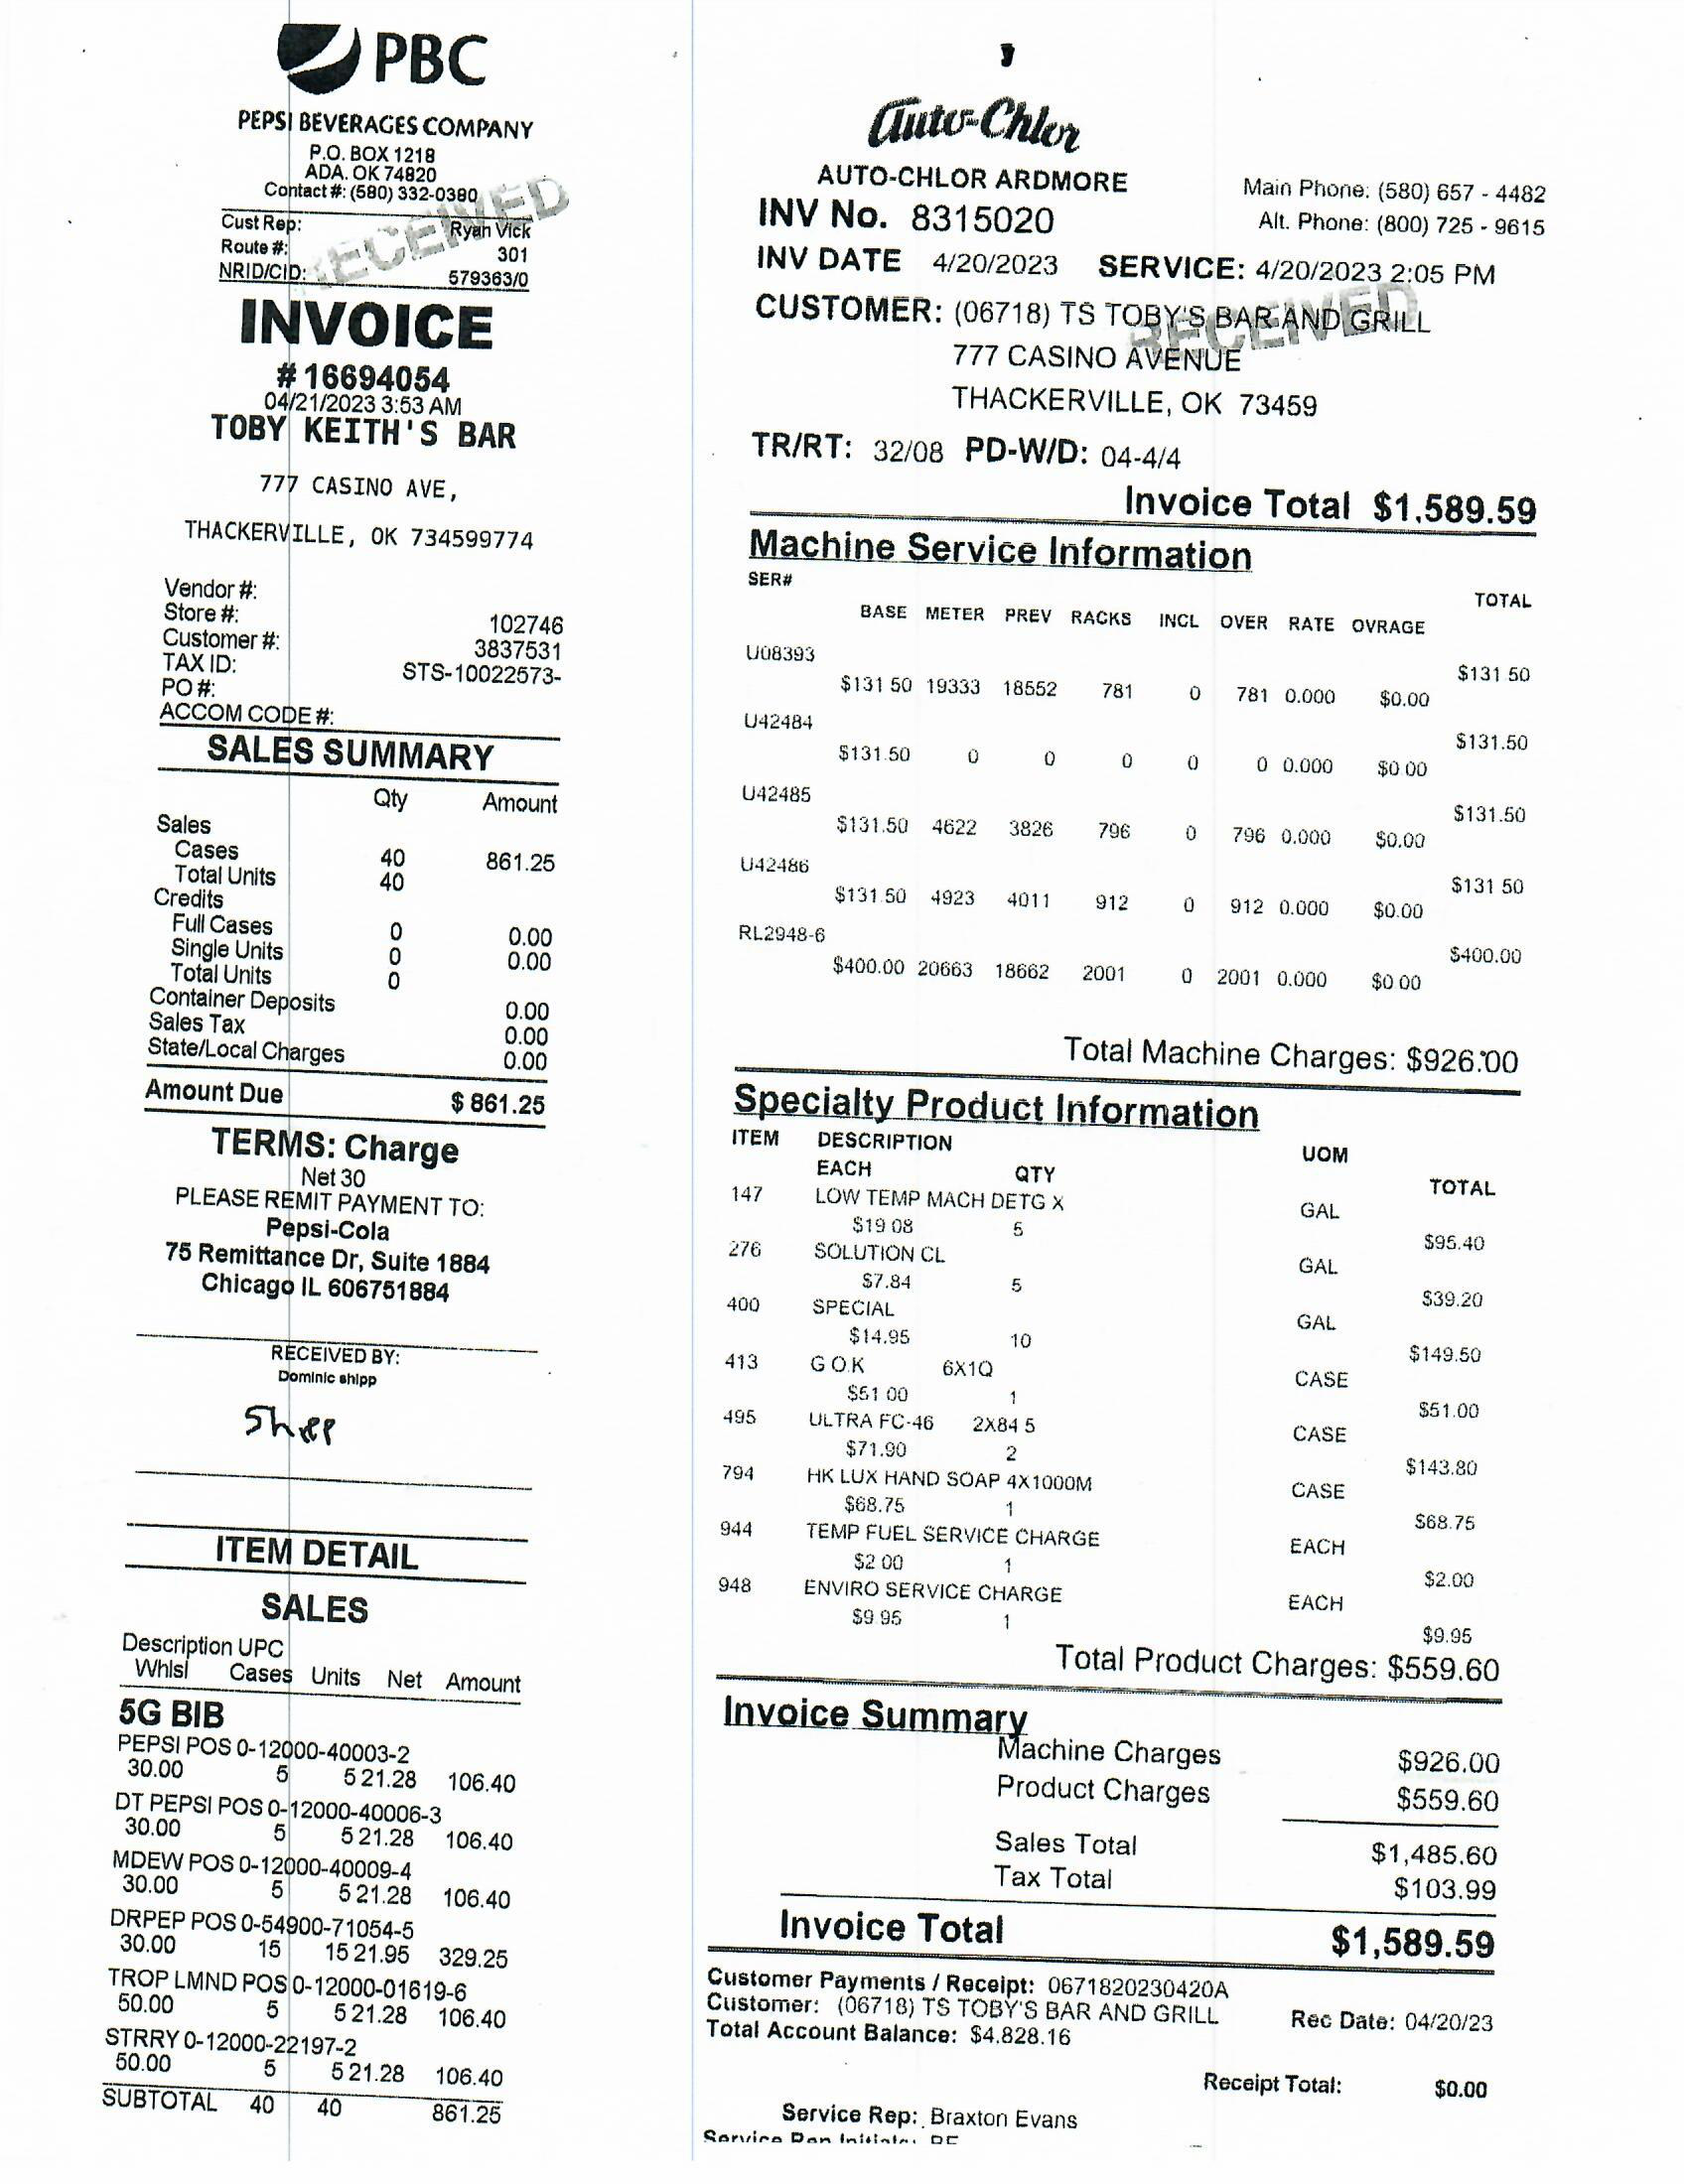 PBC
PEPSI BEVERAGES COMPANY
P.O. BOX 1218
ADA. OK 74820
Contact #: (580) 332-0380
RECEIVED
Cust Rep: Ryan Vick
Route #: 301
NRID/CID: 579363/0
INVOICE
# 16694054
04/21/2023 3:53 AM
TOBY KEITH'S BAR
777 CASINO AVE,
THACKERVILLE, OK 734599774
Vendor #:
Store #: 102746
Customer #: 3837531
TAX ID: STS-10022573-
PO #:
ACCOM CODE #:
SALES SUMMARY
Qty Amount
Sales
Cases 40 861.25
Total Units 40
Credits
Full Cases 0 0.00
Single Units 0 0.00
Total Units 0
Container Deposits 0.00
Sales Tax 0.00
State/Local Charges 0.00
Amount Due $ 861.25
TERMS: Charge
Net 30
PLEASE REMIT PAYMENT TO:
Pepsi-Cola
75 Remittance Dr, Suite 1884
Chicago IL 606751884
RECEIVED BY:
Dominic shipp
ITEM DETAIL
SALES
Description UPC
Whlsl Cases Units Net Amount
5G BIB
PEPSI POS 0-12000-40003-2
30.00 5 5 21.28 106.40
DT PEPSI POS 0-12000-40006-3
30.00 5 5 21.28 106.40
MDEW POS 0-12000-40009-4
30.00 5 5 21.28 106.40
DRPEP POS 0-54900-71054-5
30.00 15 15 21.95 329.25
TROP LMND POS 0-12000-01619-6
50.00 5 5 21.28 106.40
STRRY 0-12000-22197-2
50.00 5 5 21.28 106.40
SUBTOTAL 40 40 861.25
Auto-Chlor
AUTO-CHLOR ARDMORE
Main Phone: (580) 657 - 4482
INV No. 8315020
Alt. Phone: (800) 725 - 9615
INV DATE 4/20/2023 SERVICE: 4/20/2023 2:05 PM
CUSTOMER: (06718) TS TOBY'S BAR AND GRILL
RECEIVED
777 CASINO AVENUE
THACKERVILLE, OK 73459
TR/RT: 32/08 PD-W/D: 04-4/4
Invoice Total $1,589.59
Machine Service Information
SER# TOTAL
BASE METER PREV RACKS INCL OVER RATE OVRAGE
U08393 $131 50
$131 50 19333 18552 781 0 781 0.000 $0.00
U42484 $131.50
$131.50 0 0 0 0 0 0.000 $0 00
U42485 $131.50
$131.50 4622 3826 796 0 796 0.000 $0.00
U42486 $131 50
$131 50 4923 4011 912 0 912 0.000 $0.00
RL2948-6 $400.00
$400.00 20663 18662 2001 0 2001 0.000 $0 00
Total Machine Charges: $926.00
Specialty Product Information
ITEM DESCRIPTION UOM
EACH QTY TOTAL
147 LOW TEMP MACH DETG X GAL
$19 08 5 $95.40
276 SOLUTION CL GAL
$7.84 5 $39.20
400 SPECIAL GAL
$14.95 10 $149.50
413 G O.K 6X1Q CASE
$51 00 1 $51.00
495 ULTRA FC-46 2X84 5 CASE
$71.90 2 $143.80
794 HK LUX HAND SOAP 4X1000M CASE
$68.75 1 $68.75
944 TEMP FUEL SERVICE CHARGE EACH
$2 00 1 $2.00
948 ENVIRO SERVICE CHARGE EACH
$9 95 1 $9.95
Total Product Charges: $559.60
Invoice Summary
Machine Charges $926.00
Product Charges $559.60
Sales Total $1,485.60
Tax Total $103.99
Invoice Total $1,589.59
Customer Payments / Receipt: 0671820230420A
Customer: (06718) TS TOBY'S BAR AND GRILL Rec Date: 04/20/23
Total Account Balance: $4,828.16
Receipt Total: $0.00
Service Rep: Braxton Evans
Service Rep Initials: BE